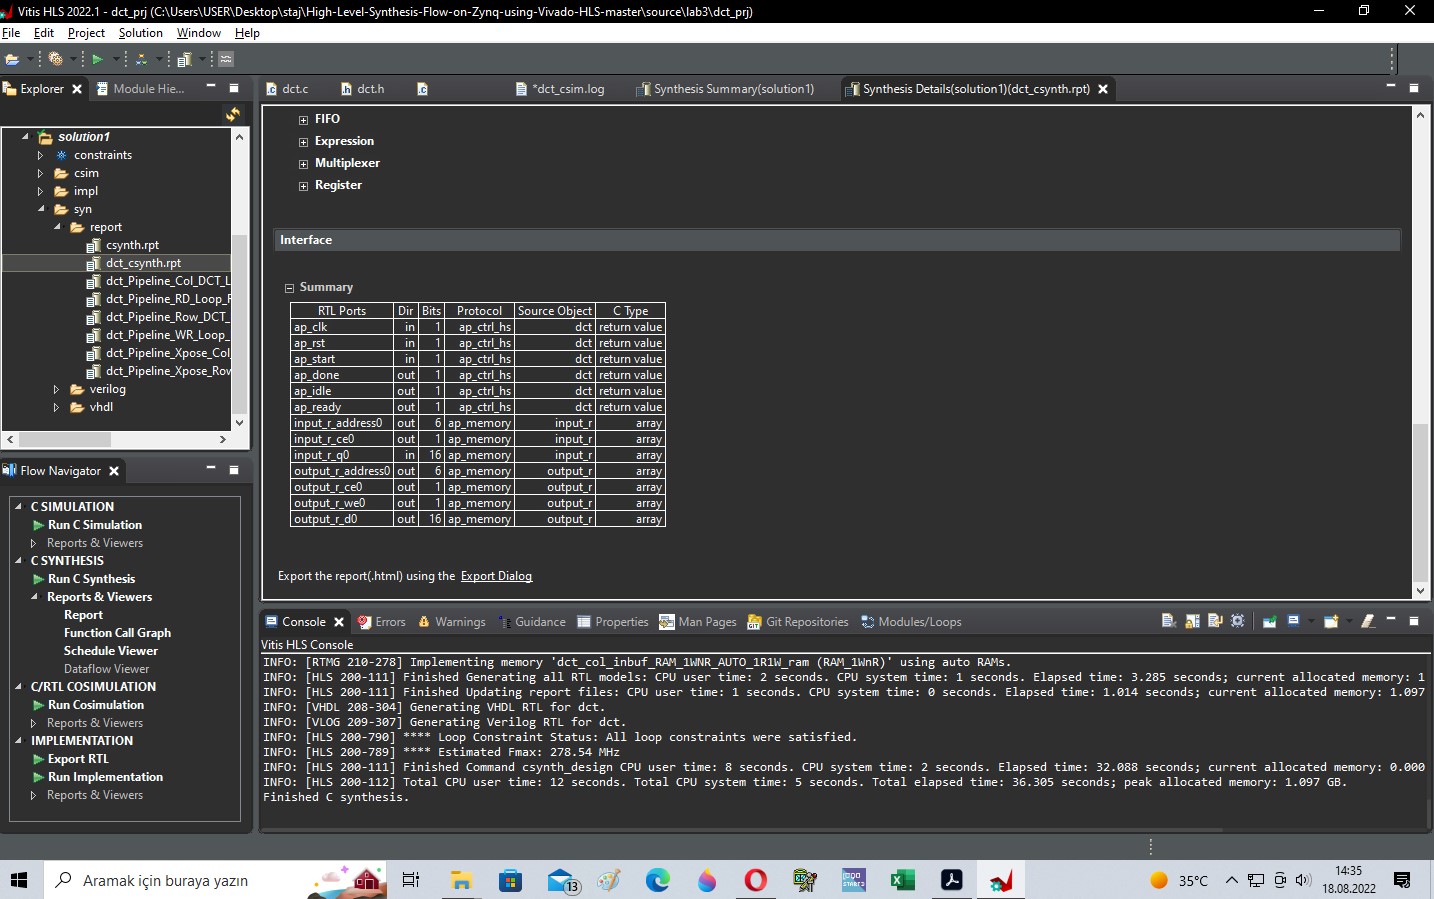 Vitis HLS 2022.1 - dct_prj (C:\Users\USER\Desktop\staj\High-Level-Synthesis-Flow-on-Zynq-using-Vivado-HLS-master\source\lab3\dct_prj)
File Edit Project Solution Window Help
Explorer Module Hie...
solution1
constraints
csim
impl
syn
report
csynth.rpt
dct_csynth.rpt
dct_Pipeline_Col_DCT_L
dct_Pipeline_RD_Loop_F
dct_Pipeline_Row_DCT_
dct_Pipeline_WR_Loop_
dct_Pipeline_Xpose_Col
dct_Pipeline_Xpose_Row
verilog
vhdl
Flow Navigator
C SIMULATION
Run C Simulation
Reports & Viewers
C SYNTHESIS
Run C Synthesis
Reports & Viewers
Report
Function Call Graph
Schedule Viewer
Dataflow Viewer
C/RTL COSIMULATION
Run Cosimulation
Reports & Viewers
IMPLEMENTATION
Export RTL
Run Implementation
Reports & Viewers
dct.c dct.h *dct_csim.log Synthesis Summary(solution1) Synthesis Details(solution1)(dct_csynth.rpt)
FIFO
Expression
Multiplexer
Register
Interface
Summary
RTL Ports Dir Bits Protocol Source Object C Type
ap_clk in 1 ap_ctrl_hs dct return value
ap_rst in 1 ap_ctrl_hs dct return value
ap_start in 1 ap_ctrl_hs dct return value
ap_done out 1 ap_ctrl_hs dct return value
ap_idle out 1 ap_ctrl_hs dct return value
ap_ready out 1 ap_ctrl_hs dct return value
input_r_address0 out 6 ap_memory input_r array
input_r_ce0 out 1 ap_memory input_r array
input_r_q0 in 16 ap_memory input_r array
output_r_address0 out 6 ap_memory output_r array
output_r_ce0 out 1 ap_memory output_r array
output_r_we0 out 1 ap_memory output_r array
output_r_d0 out 16 ap_memory output_r array
Export the report(.html) using the Export Dialog
Console Errors Warnings Guidance Properties Man Pages Git Repositories Modules/Loops
Vitis HLS Console
INFO: [RTMG 210-278] Implementing memory 'dct_col_inbuf_RAM_1WNR_AUTO_1R1W_ram (RAM_1WnR)' using auto RAMs.
INFO: [HLS 200-111] Finished Generating all RTL models: CPU user time: 2 seconds. CPU system time: 1 seconds. Elapsed time: 3.285 seconds; current allocated memory: 1
INFO: [HLS 200-111] Finished Updating report files: CPU user time: 1 seconds. CPU system time: 0 seconds. Elapsed time: 1.014 seconds; current allocated memory: 1.097
INFO: [VHDL 208-304] Generating VHDL RTL for dct.
INFO: [VLOG 209-307] Generating Verilog RTL for dct.
INFO: [HLS 200-790] **** Loop Constraint Status: All loop constraints were satisfied.
INFO: [HLS 200-789] **** Estimated Fmax: 278.54 MHz
INFO: [HLS 200-111] Finished Command csynth_design CPU user time: 8 seconds. CPU system time: 2 seconds. Elapsed time: 32.088 seconds; current allocated memory: 0.000
INFO: [HLS 200-112] Total CPU user time: 12 seconds. Total CPU system time: 5 seconds. Total elapsed time: 36.305 seconds; peak allocated memory: 1.097 GB.
Finished C synthesis.
Aramak için buraya yazın
13
35°C
14:35
18.08.2022